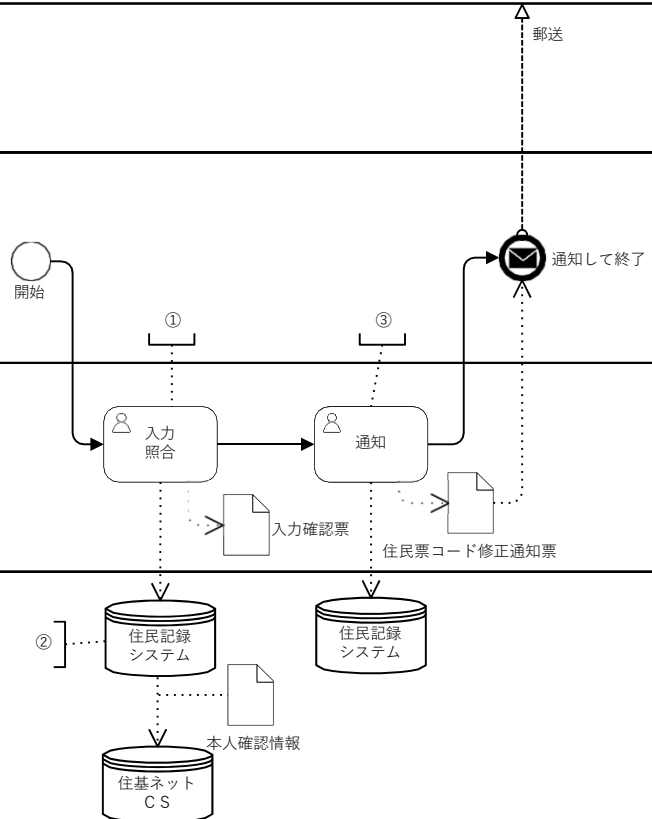 郵送
通知して終了
開始
①
③
入力
照合
通知
入力確認票
住民票コード修正通知票
②
住民記録
システム
住民記録
システム
本人確認情報
住基ネット
ＣＳ